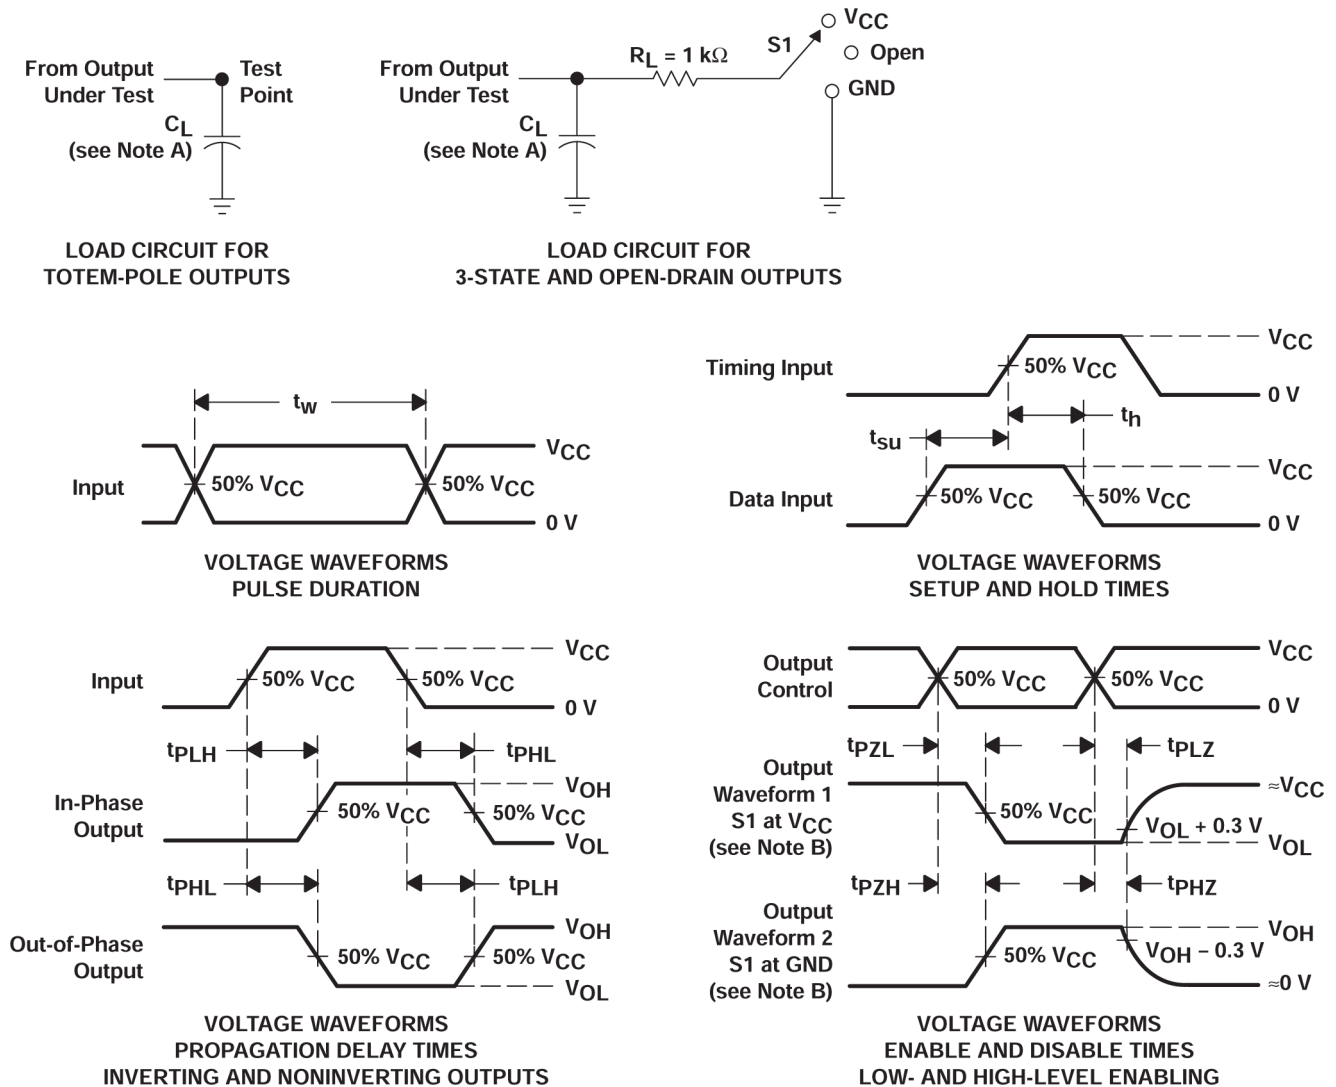 From Output
Under Test
Test
Point
CL
(see Note A)
LOAD CIRCUIT FOR
TOTEM-POLE OUTPUTS
From Output
Under Test
CL
(see Note A)
RL = 1 kΩ
S1
VCC
Open
GND
LOAD CIRCUIT FOR
3-STATE AND OPEN-DRAIN OUTPUTS
tw
Input
50% VCC
50% VCC
VCC
0 V
VOLTAGE WAVEFORMS
PULSE DURATION
Timing Input
50% VCC
VCC
0 V
th
tsu
Data Input
50% VCC
50% VCC
VCC
0 V
VOLTAGE WAVEFORMS
SETUP AND HOLD TIMES
Input
50% VCC
50% VCC
VCC
0 V
tPLH
tPHL
In-Phase
Output
50% VCC
50% VCC
VOH
VOL
tPHL
tPLH
Out-of-Phase
Output
50% VCC
50% VCC
VOH
VOL
VOLTAGE WAVEFORMS
PROPAGATION DELAY TIMES
INVERTING AND NONINVERTING OUTPUTS
Output
Control
50% VCC
50% VCC
VCC
0 V
tPZL
tPLZ
Output
Waveform 1
S1 at VCC
(see Note B)
50% VCC
≈VCC
VOL + 0.3 V
VOL
tPZH
tPHZ
Output
Waveform 2
S1 at GND
(see Note B)
50% VCC
VOH
VOH − 0.3 V
≈0 V
VOLTAGE WAVEFORMS
ENABLE AND DISABLE TIMES
LOW- AND HIGH-LEVEL ENABLING